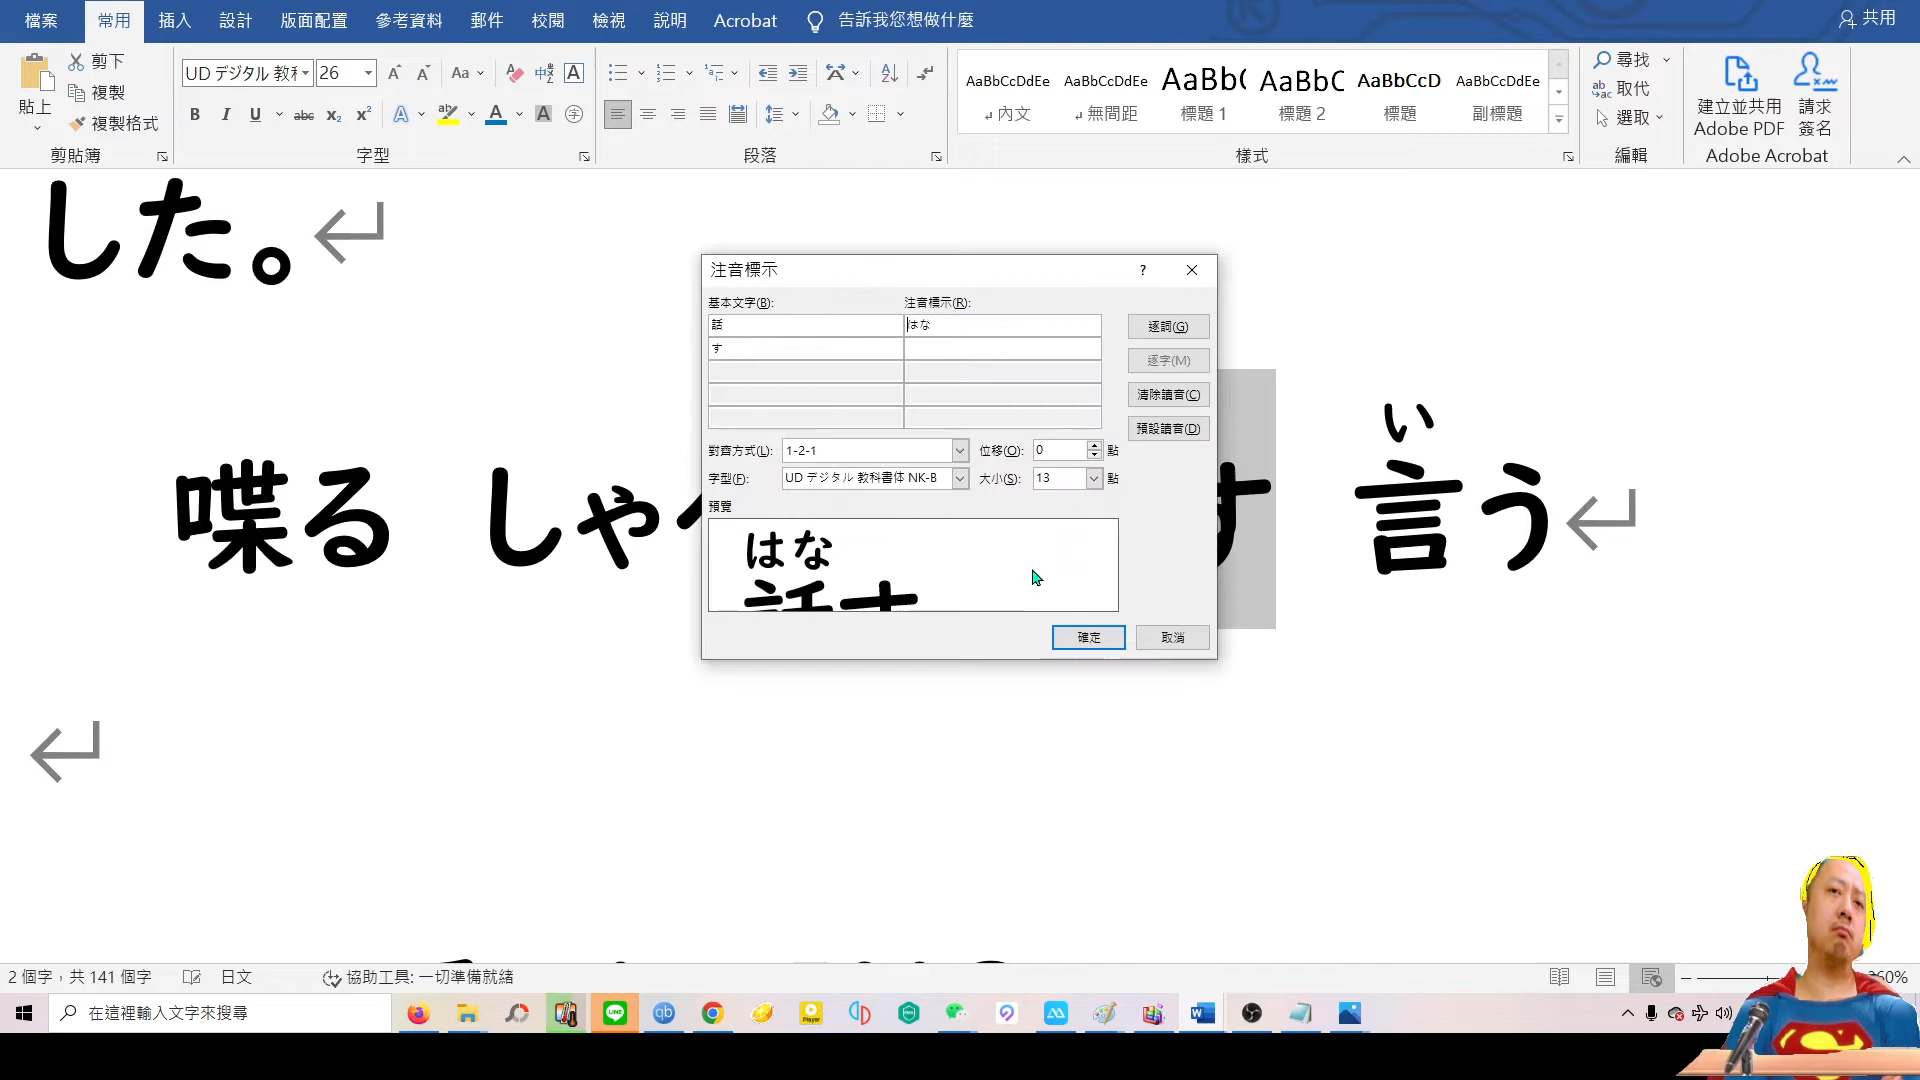 檔案 常用 插入 設計 版面配置 參考資料 郵件 校閱 檢視 說明 Acrobat 告訴我您想做什麼 共用
貼上
剪下
複製
複製格式
剪貼簿
UD デジタル 教 26
Aa
B I U abc X₂ X² A A A
字型
段落
AaBbCcDdEe AaBbCcDdEe AaBb AaBbC AaBbCcD AaBbCcDdEe
內文 無間距 標題 1 標題 2 標題 副標題
樣式
尋找
取代
選取
編輯
建立並共用 Adobe PDF
請求簽名
Adobe Acrobat
した。
い
喋る しゃ す 言う
注音標示 ?
基本文字(B): 注音標示(R):
話 はな
す
逐詞(G)
逐字(M)
清除讀音(C)
預設讀音(D)
對齊方式(L): 1-2-1 位移(O): 0 點
字型(F): UD デジタル 教科書体 NK-B 大小(S): 13 點
預覽
はな
話す
確定 取消
2 個字，共 141 個字 日文 協助工具: 一切準備就緒 260%
在這裡輸入文字來搜尋